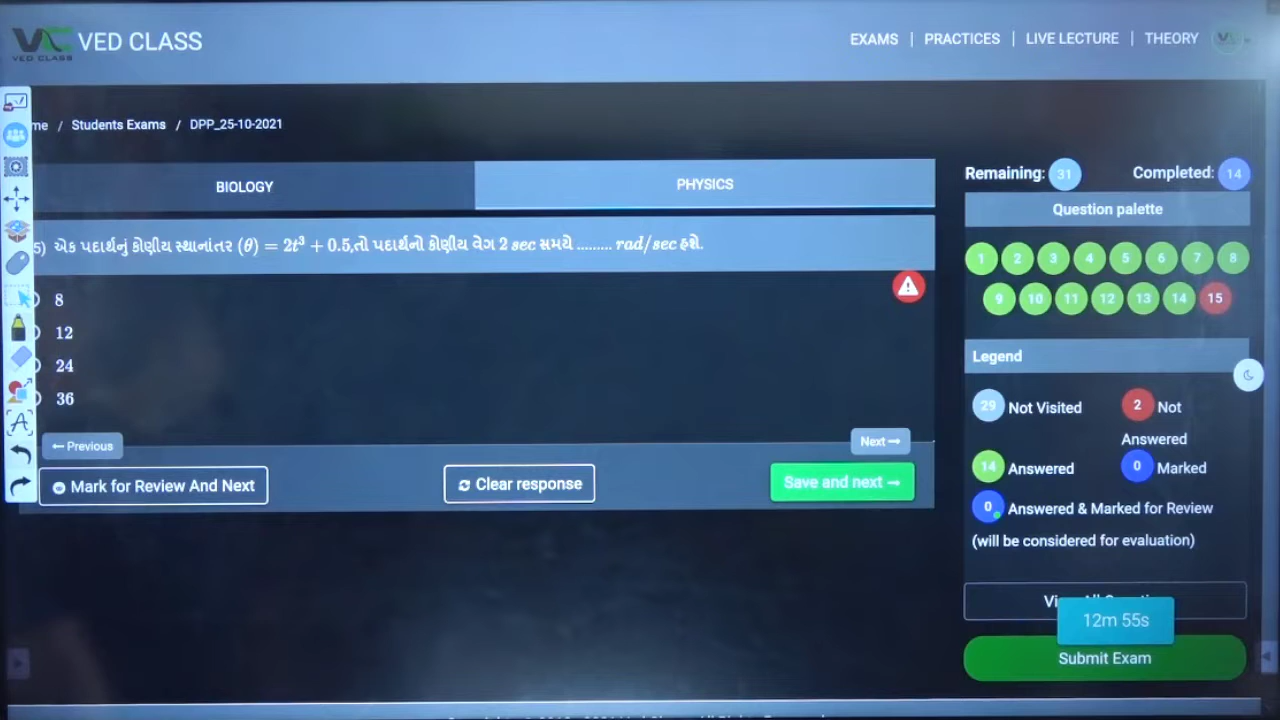 VED CLASS
VED CLASS
EXAMS | PRACTICES | LIVE LECTURE | THEORY
me / Students Exams / DPP_25-10-2021
BIOLOGY
PHYSICS
5) એક પદાર્થનું કોણીય સ્થાનાંતર (θ) = 2t³ + 0.5,તો પદાર્થનો કોણીય વેગ 2 sec સમયે ......... rad/sec હશે.
8
12
24
36
← Previous
Next →
Mark for Review And Next
Clear response
Save and next →
Remaining: 31
Completed: 14
Question palette
1 2 3 4 5 6 7 8
9 10 11 12 13 14 15
Legend
29 Not Visited
2 Not Answered
14 Answered
0 Marked
0 Answered & Marked for Review
(will be considered for evaluation)
12m 55s
Submit Exam